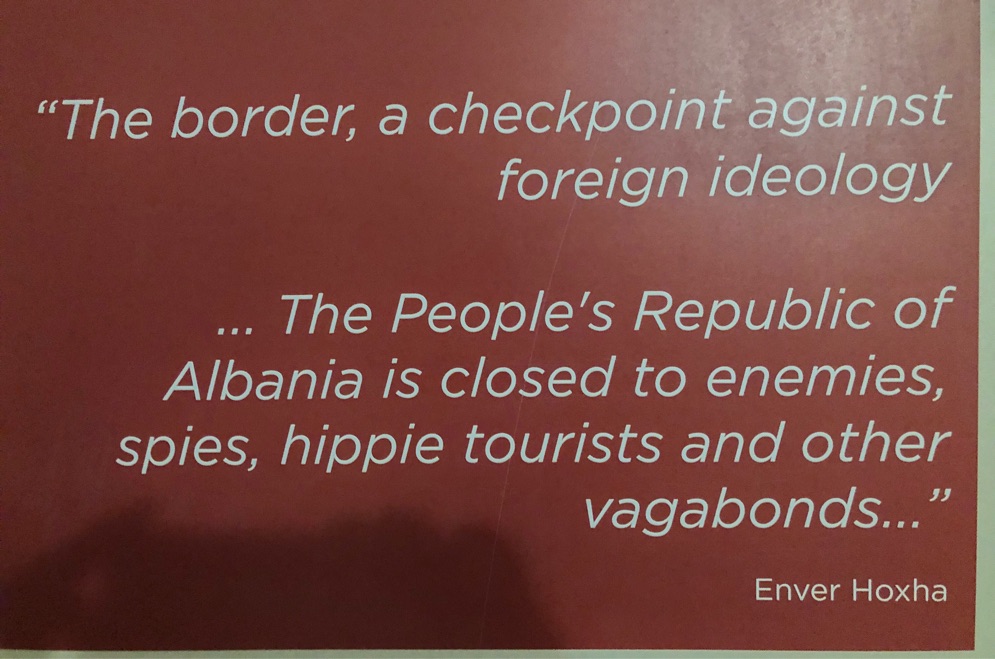 “The border, a checkpoint against
foreign ideology
... The People's Republic of
Albania is closed to enemies,
spies, hippie tourists and other
vagabonds...”
Enver Hoxha